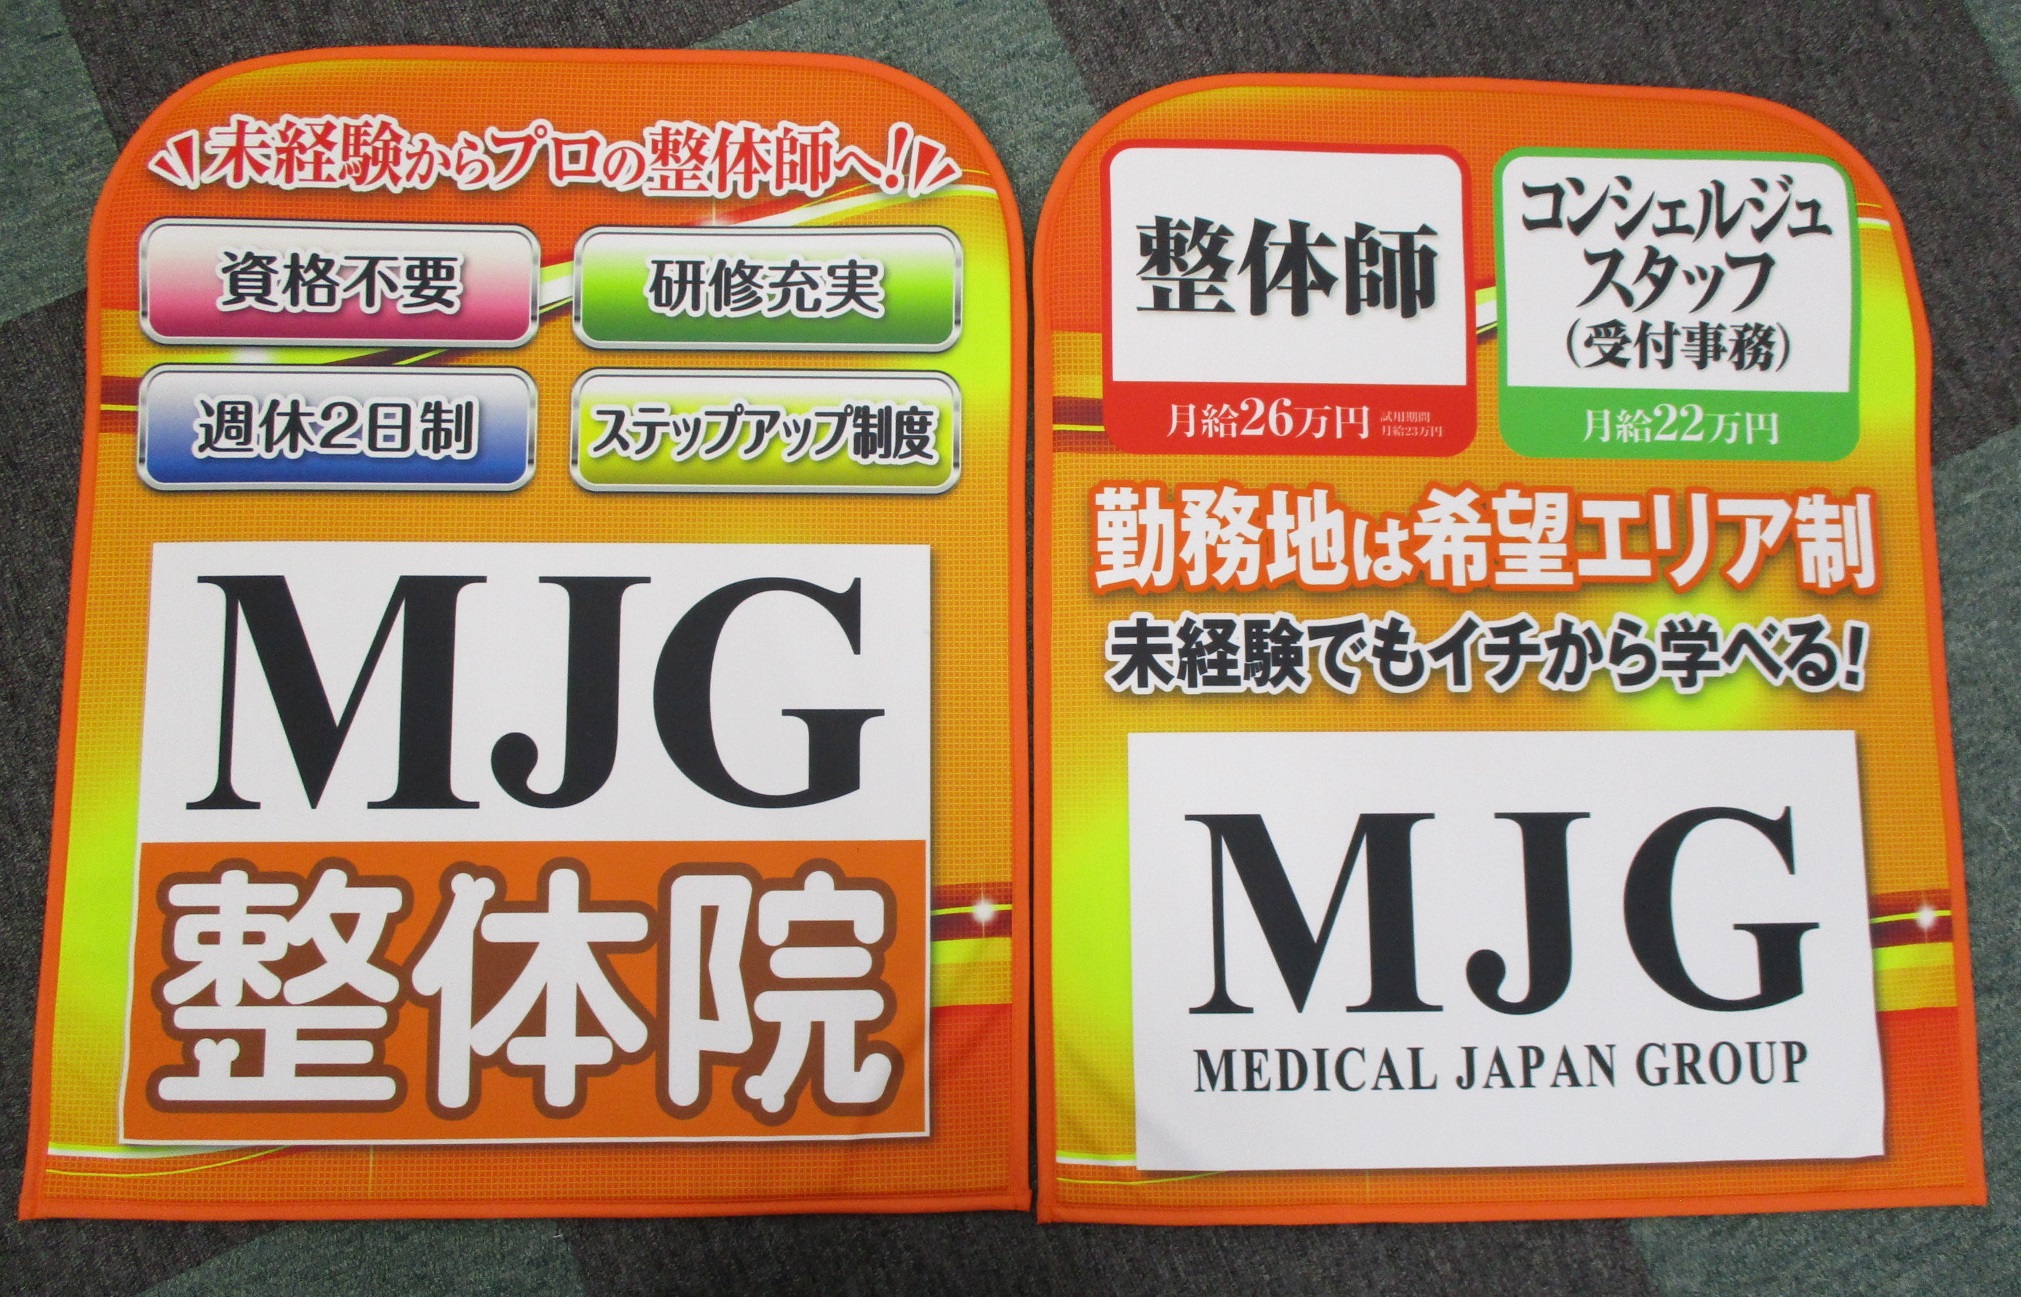 未経験からプロの整体師へ!
資格不要
研修充実
週休2日制
ステップアップ制度
MJG
整体院
整体師
月給26万円
試用期間
月給23万円
コンシェルジュ
スタッフ
(受付事務)
月給22万円
勤務地は希望エリア制
未経験でもイチから学べる!
MJG
MEDICAL JAPAN GROUP